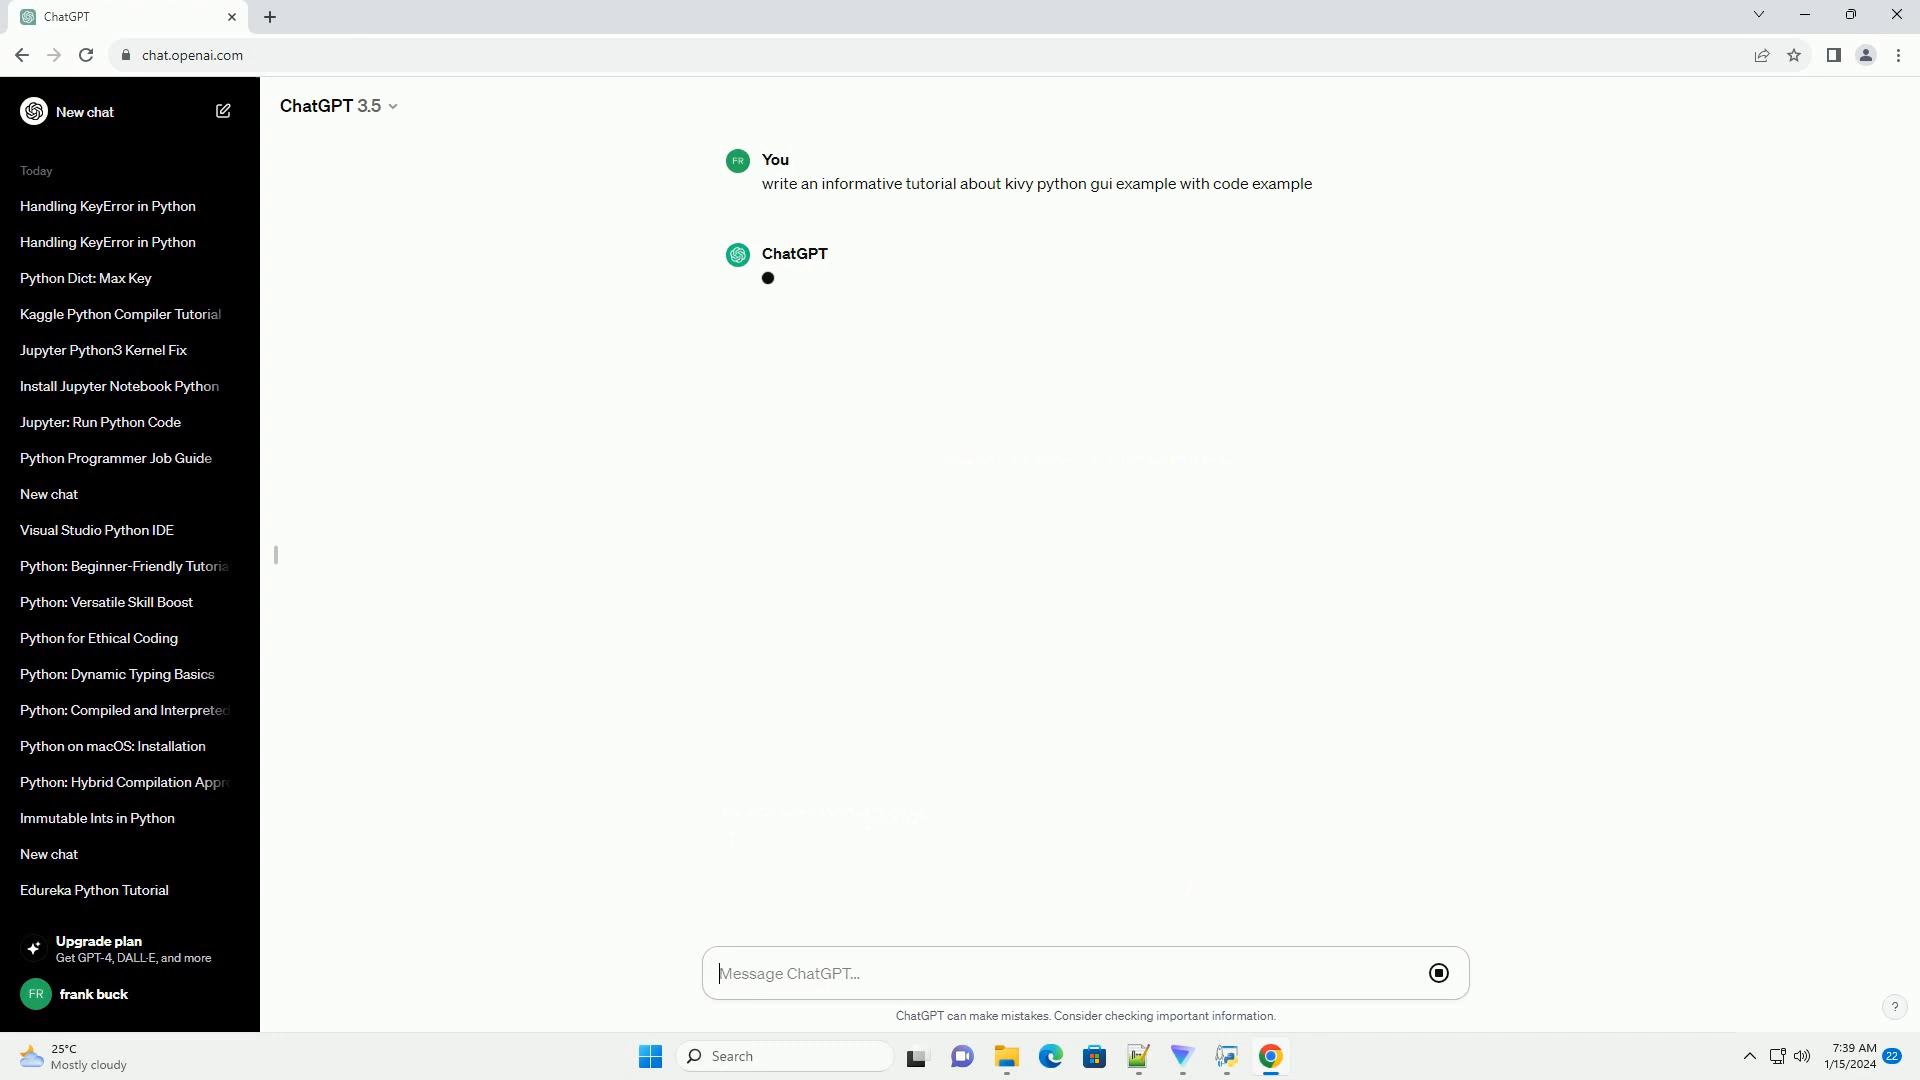 ChatGPT
chat.openai.com
New chat
Today
Handling KeyError in Python
Handling KeyError in Python
Python Dict: Max Key
Kaggle Python Compiler Tutorial
Jupyter Python3 Kernel Fix
Install Jupyter Notebook Python
Jupyter: Run Python Code
Python Programmer Job Guide
New chat
Visual Studio Python IDE
Python: Beginner-Friendly Tutoria
Python: Versatile Skill Boost
Python for Ethical Coding
Python: Dynamic Typing Basics
Python: Compiled and Interpreted
Python on macOS: Installation
Python: Hybrid Compilation Appr
Immutable Ints in Python
New chat
Edureka Python Tutorial
Upgrade plan
Get GPT-4, DALL·E, and more
FR frank buck
ChatGPT 3.5
FR You
write an informative tutorial about kivy python gui example with code example
ChatGPT
Message ChatGPT...
ChatGPT can make mistakes. Consider checking important information.
?
25°C
Mostly cloudy
Search
7:39 AM
1/15/2024
22